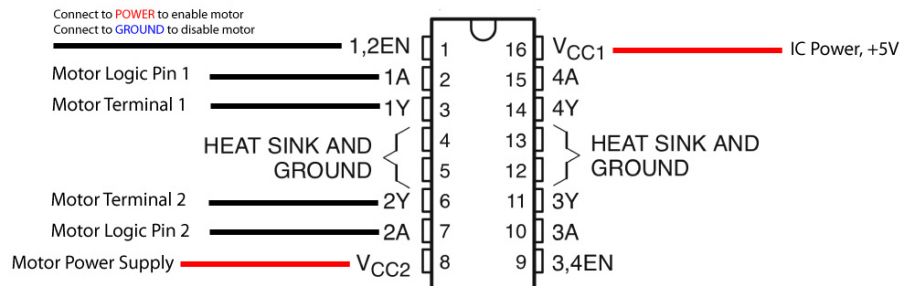 Connect to POWER to enable motor
Connect to GROUND to disable motor
1,2EN 1 16 VCC1 IC Power, +5V
Motor Logic Pin 1 1A 2 15 4A
Motor Terminal 1 1Y 3 14 4Y
HEAT SINK AND GROUND 4 13 HEAT SINK AND GROUND
5 12
Motor Terminal 2 2Y 6 11 3Y
Motor Logic Pin 2 2A 7 10 3A
Motor Power Supply VCC2 8 9 3,4EN